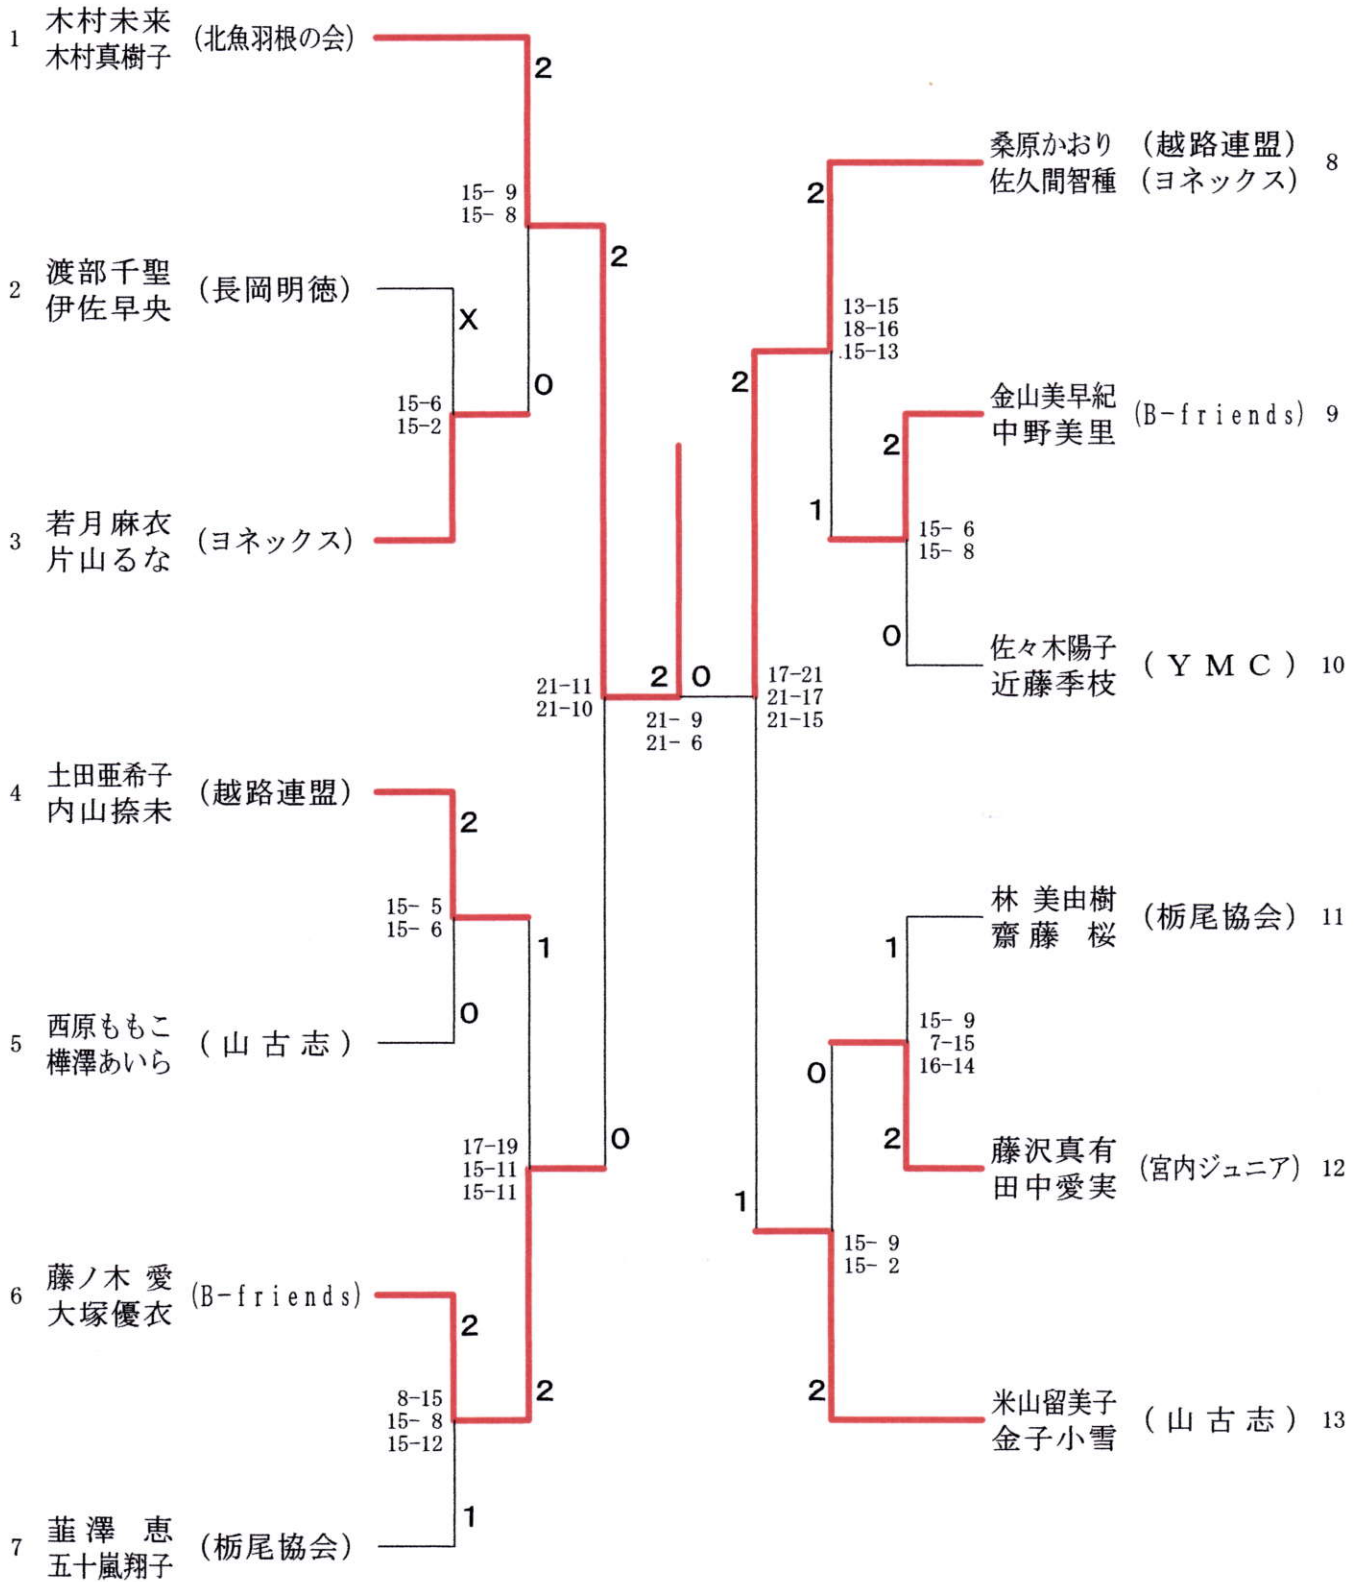 1 木村未来 (北魚羽根の会)
木村真樹子
2
15- 9
15- 8
2 渡部千聖 (長岡明徳)
伊佐早央
X
2
15-6
15-2
0
3 若月麻衣 (ヨネックス)
片山るな
21-11
21-10
2 0
21- 9
21- 6
4 土田亜希子 (越路連盟)
内山捺未
2
15- 5
15- 6
1
5 西原ももこ (山古志)
樺澤あいら
0
17-19
15-11
15-11
0
6 藤ノ木 愛 (B-friends)
大塚優衣
2
8-15
15- 8
15-12
2
7 韮澤 恵 (栃尾協会)
五十嵐翔子
1
桑原かおり (越路連盟) 8
佐久間智種 (ヨネックス)
2
13-15
18-16
15-13
2
金山美早紀 (B-friends) 9
中野美里
2
1
15- 6
15- 8
佐々木陽子 (YMC) 10
近藤季枝
0
17-21
21-17
21-15
林 美由樹 (栃尾協会) 11
齋藤 桜
1
15- 9
7-15
16-14
0
藤沢真有 (宮内ジュニア) 12
田中愛実
2
1
15- 9
15- 2
米山留美子 (山古志) 13
金子小雪
2